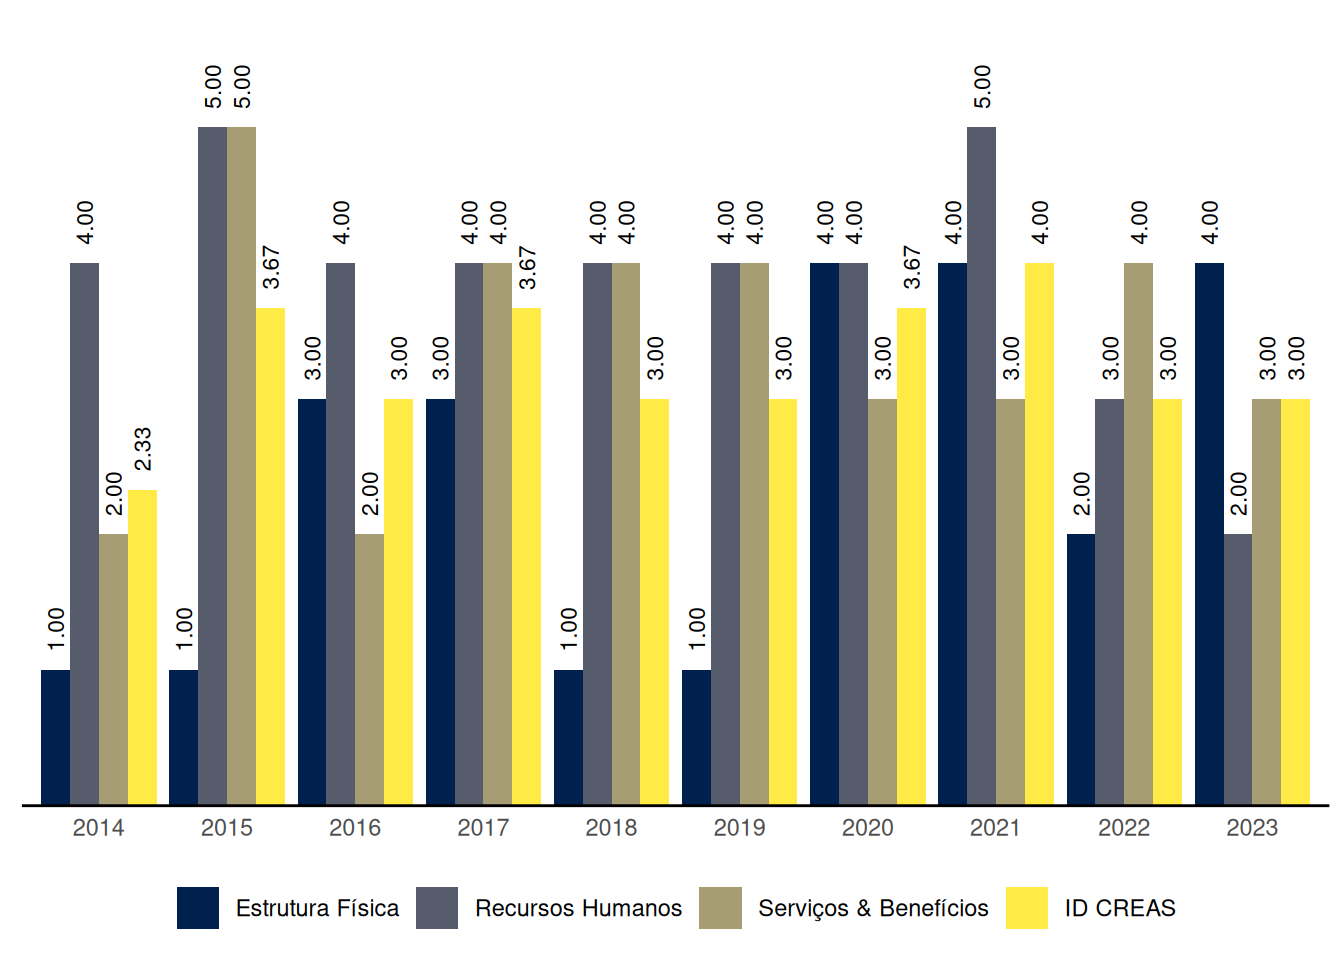 5.00 5.00 5.00
4.00 4.00 4.00 4.00 4.00 4.00 4.00 4.00 4.00 4.00 4.00 4.00 4.00 4.00
3.67 3.67 3.67
3.00 3.00 3.00 3.00 3.00 3.00 3.00 3.00 3.00 3.00 3.00
2.33
2.00 2.00 2.00 2.00
1.00 1.00 1.00 1.00
2014 2015 2016 2017 2018 2019 2020 2021 2022 2023
Estrutura Física Recursos Humanos Serviços & Benefícios ID CREAS